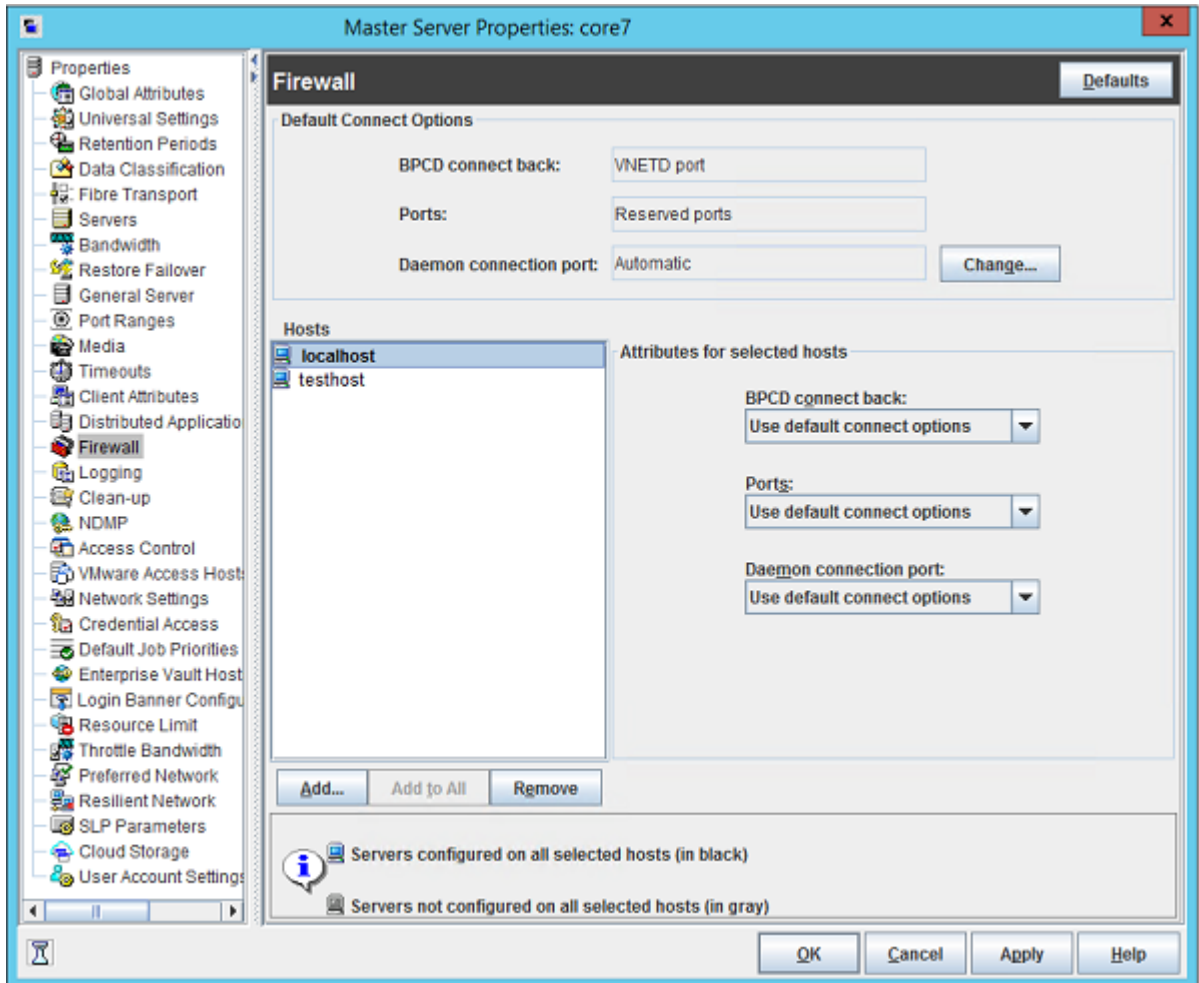 Master Server Properties: core7
x
Properties
Global Attributes
Universal Settings
Retention Periods
Data Classification
Fibre Transport
Servers
Bandwidth
Restore Failover
General Server
Port Ranges
Media
Timeouts
Client Attributes
Distributed Applicatio
Firewall
Logging
Clean-up
NDMP
Access Control
VMware Access Hosts
Network Settings
Credential Access
Default Job Priorities
Enterprise Vault Host
Login Banner Configu
Resource Limit
Throttle Bandwidth
Preferred Network
Resilient Network
SLP Parameters
Cloud Storage
User Account Settings
Firewall
Defaults
Default Connect Options
BPCD connect back: VNETD port
Ports: Reserved ports
Daemon connection port: Automatic Change...
Hosts
localhost
testhost
Attributes for selected hosts
BPCD connect back:
Use default connect options
Ports:
Use default connect options
Daemon connection port:
Use default connect options
Add... Add to All Remove
Servers configured on all selected hosts (in black)
Servers not configured on all selected hosts (in gray)
OK Cancel Apply Help